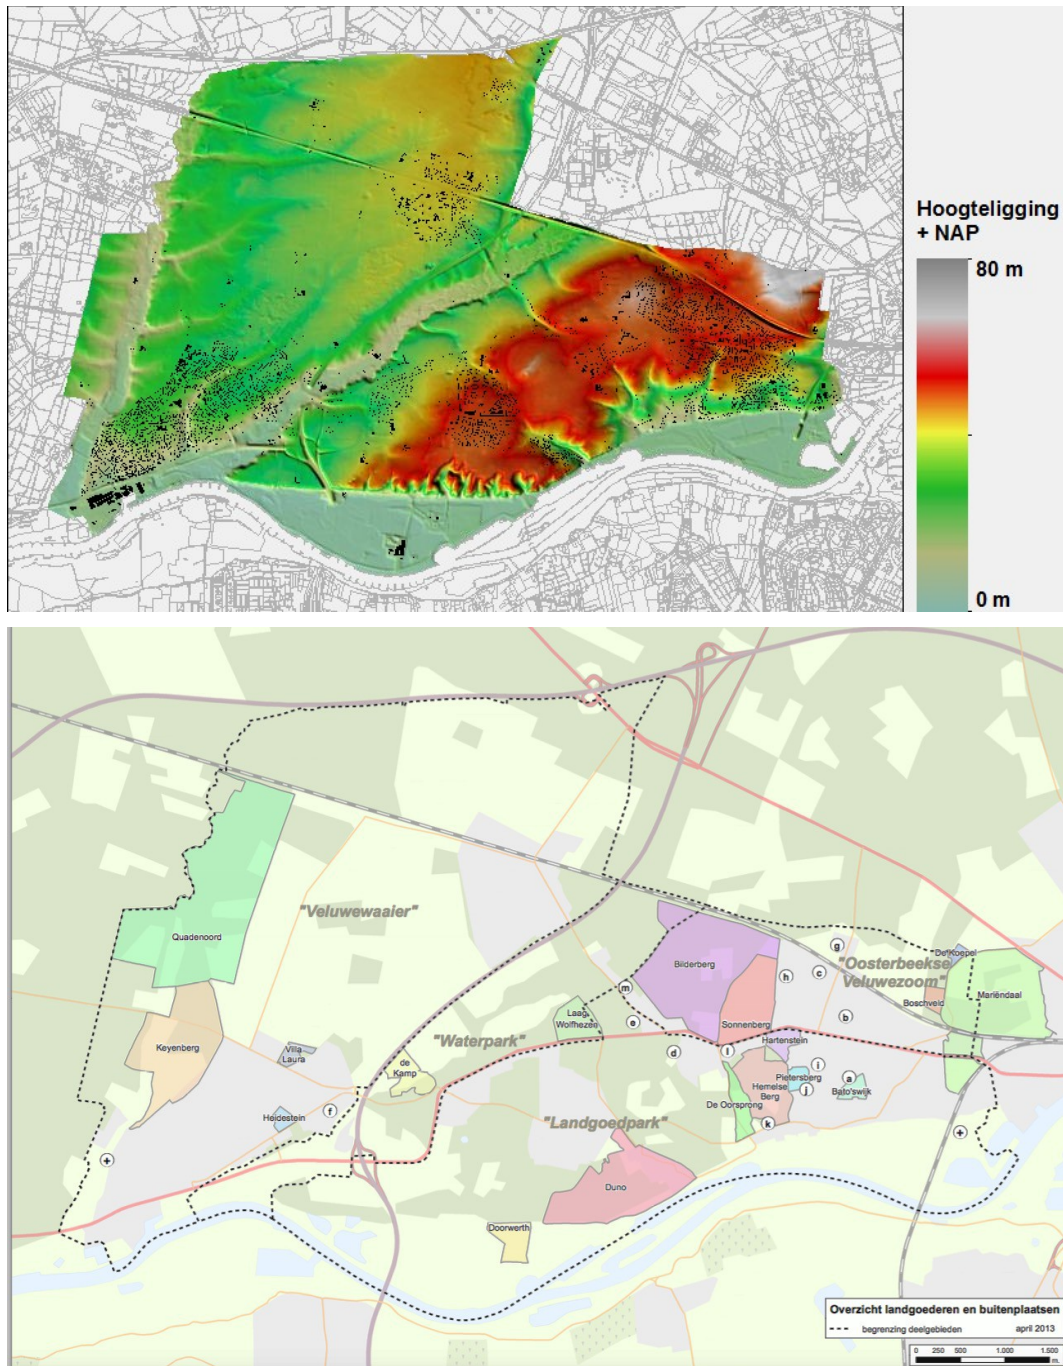 Hoogteligging
+ NAP
80 m
0 m
"Veluwewaaier"
Quadenoord
Bilderberg
g
De Koepel
"Oosterbeekse
Veluwezoom"
h
c
Mariëndaal
m
Boschveld
Laag
Wolfhezen
e
b
Sonnenberg
Keyenberg
"Waterpark"
Hartenstein
Villa
Laura
d
l
de
Kamp
i
Pietersberg
a
Hemelse
Berg
j
Bato'swijk
De Oorsprong
Heidestein
f
"Landgoedpark"
k
+
+
Duno
Doorwerth
Overzicht landgoederen en buitenplaatsen
begrenzing deelgebieden april 2013
0 250 500 1.000 1.500
m